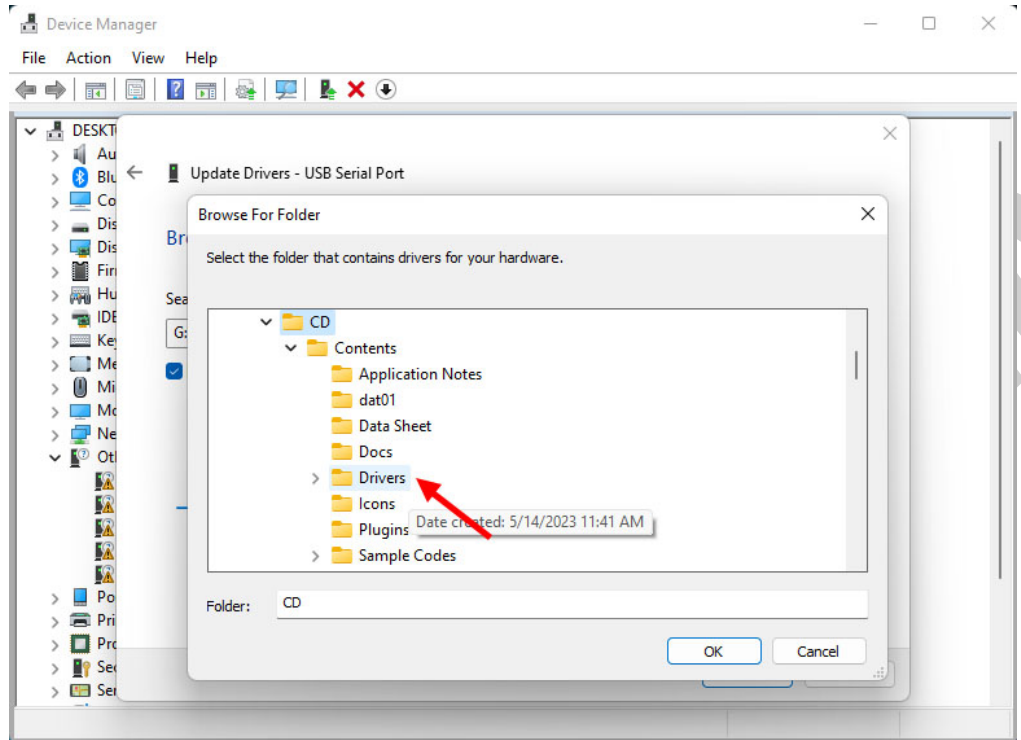 Device Manager
File Action View Help
DESKT
Au
Blu
Co
Dis
Dis
Fir
Hu
IDE
Key
Me
Mi
Mo
Ne
Otl
Po
Pri
Pro
Sec
Ser
Update Drivers - USB Serial Port
Bro
Sea
G:
Browse For Folder
Select the folder that contains drivers for your hardware.
CD
Contents
Application Notes
dat01
Data Sheet
Docs
Drivers
Icons
Plugins
Date created: 5/14/2023 11:41 AM
Sample Codes
Folder: CD
OK Cancel